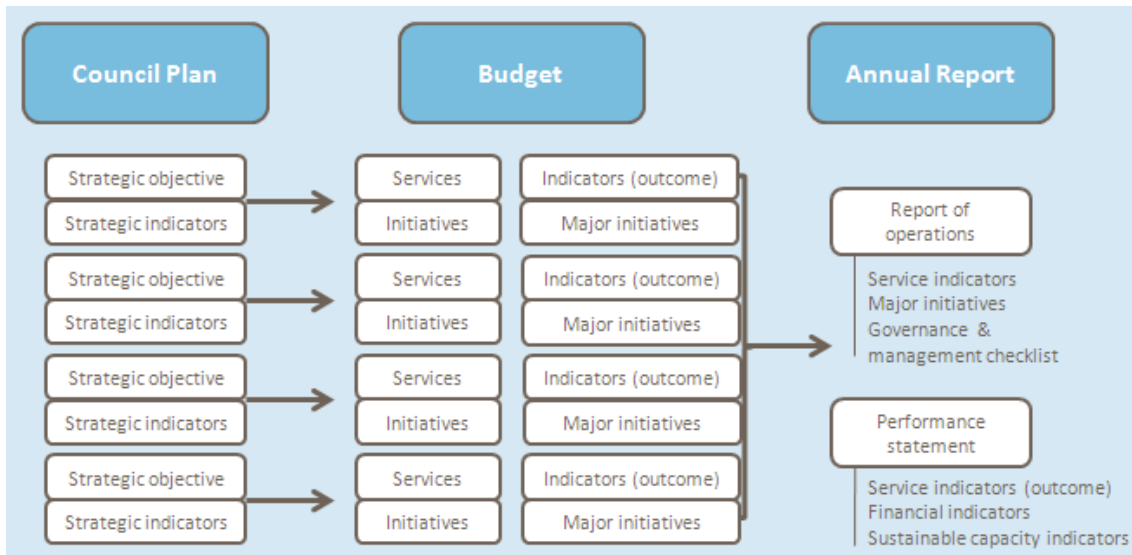 Council Plan
Budget
Annual Report
Strategic objective
Strategic indicators
Strategic objective
Strategic indicators
Strategic objective
Strategic indicators
Strategic objective
Strategic indicators
Services
Initiatives
Services
Initiatives
Services
Initiatives
Services
Initiatives
Indicators (outcome)
Major initiatives
Indicators (outcome)
Major initiatives
Indicators (outcome)
Major initiatives
Indicators (outcome)
Major initiatives
Report of
operations
Service indicators
Major initiatives
Governance &
management checklist
Performance
statement
Service indicators (outcome)
Financial indicators
Sustainable capacity indicators